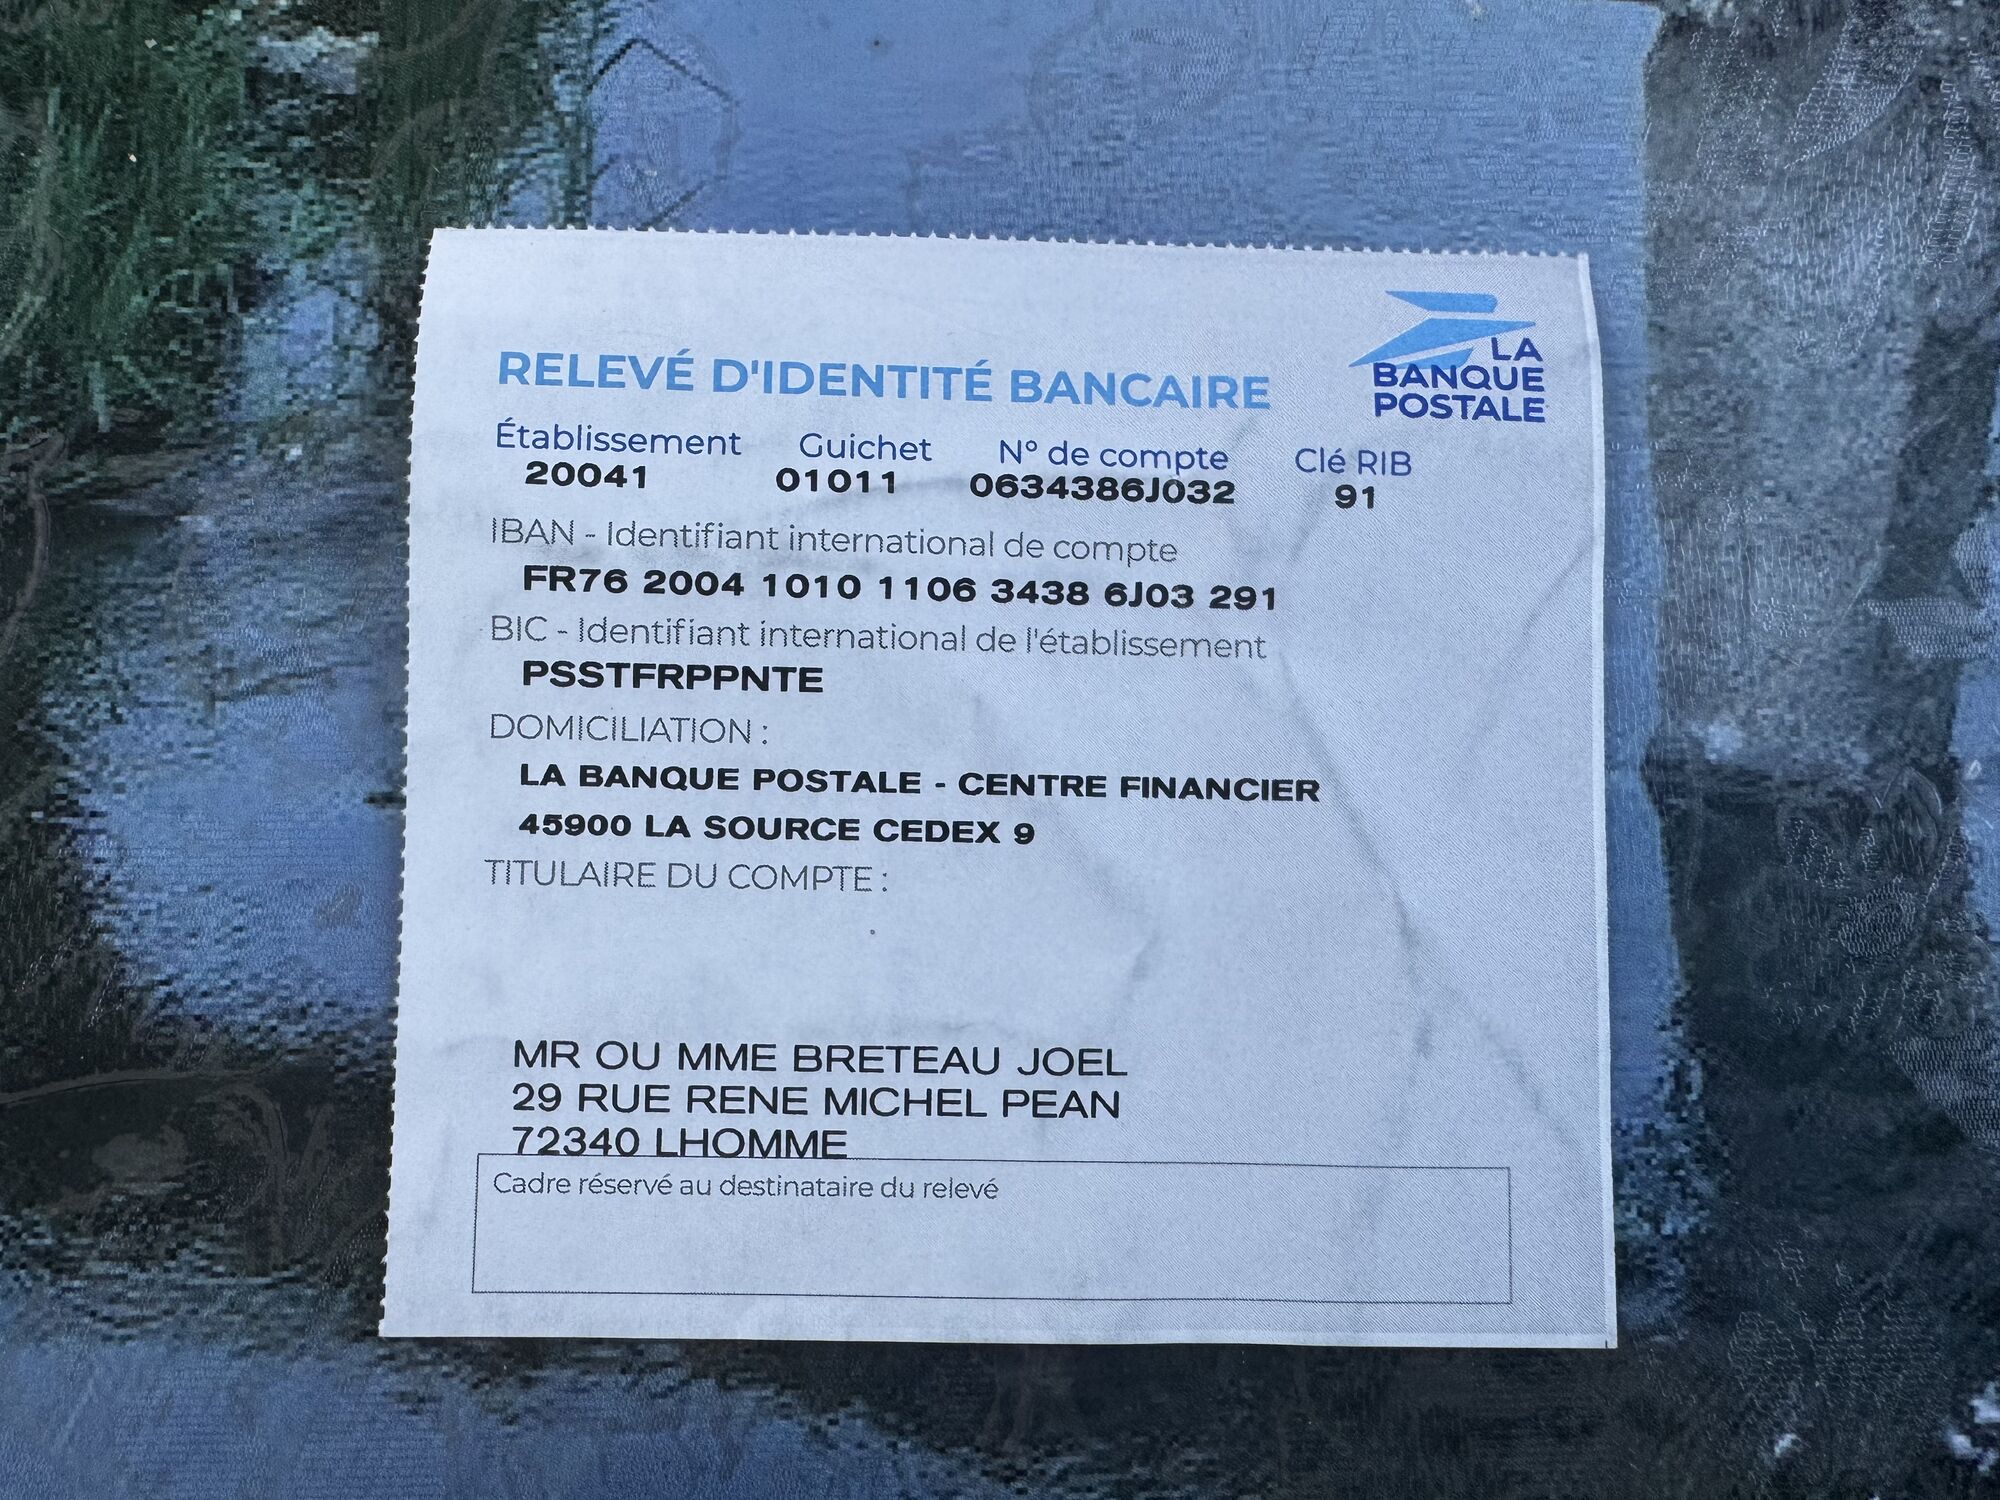 LA
BANQUE
POSTALE
RELEVÉ D'IDENTITÉ BANCAIRE
Établissement Guichet N° de compte Clé RIB
20041 01011 0634386J032 91
IBAN - Identifiant international de compte
FR76 2004 1010 1106 3438 6J03 291
BIC - Identifiant international de l'établissement
PSSTFRPPNTE
DOMICILIATION :
LA BANQUE POSTALE - CENTRE FINANCIER
45900 LA SOURCE CEDEX 9
TITULAIRE DU COMPTE :
MR OU MME BRETEAU JOEL
29 RUE RENE MICHEL PEAN
72340 LHOMME
Cadre réservé au destinataire du relevé